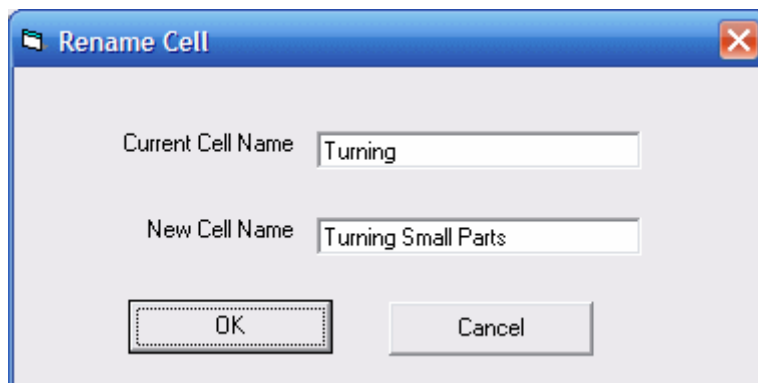 Rename Cell
Current Cell Name Turning
New Cell Name Turning Small Parts
OK Cancel